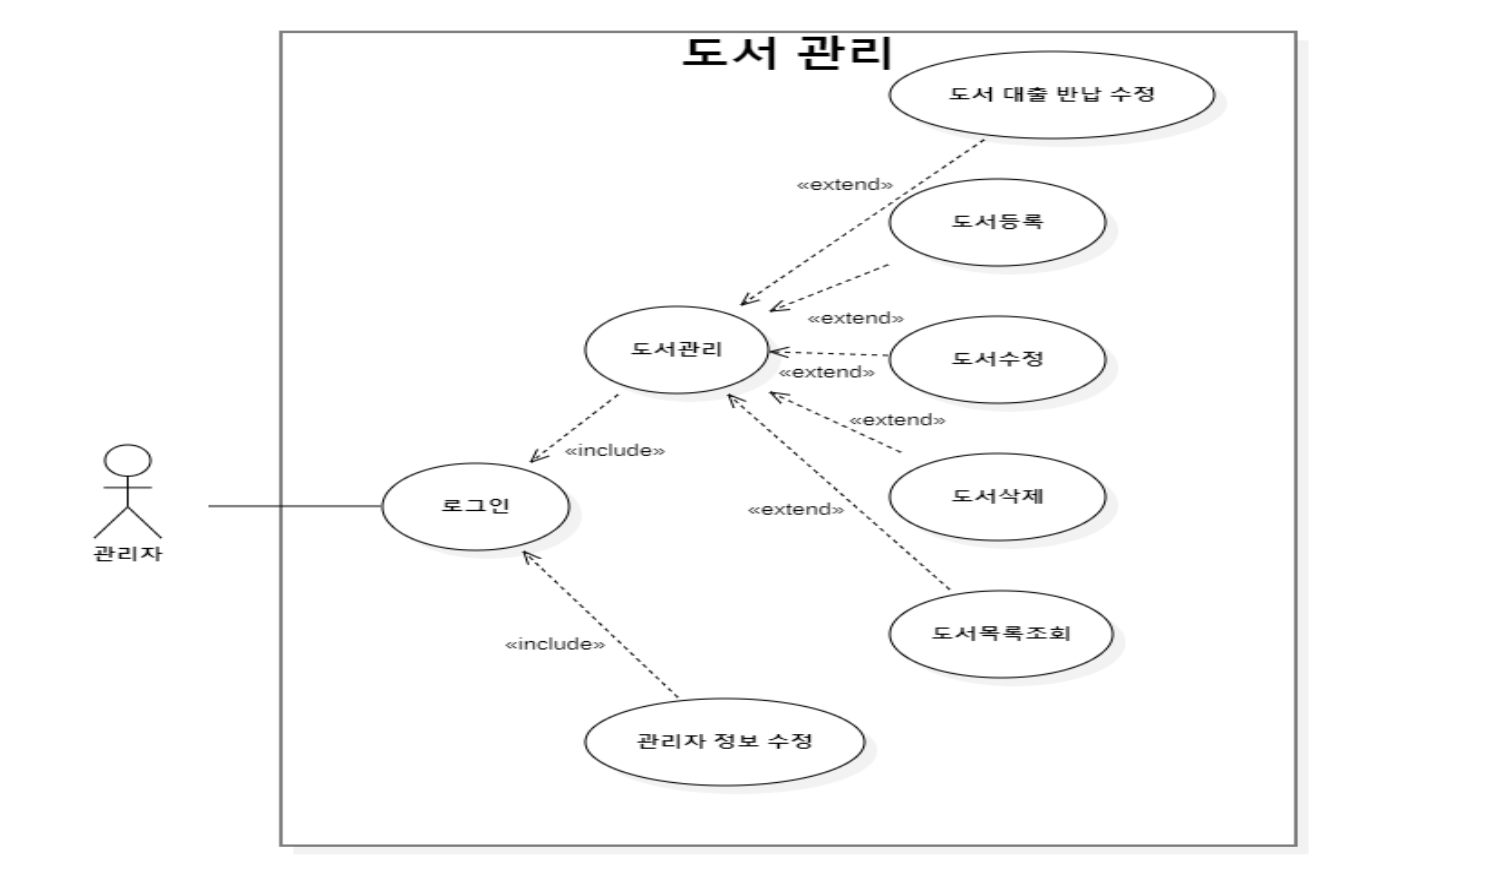 도서 관리
도서 대출 반납 수정
«extend»
도서등록
«extend»
도서관리
도서수정
«extend»
«extend»
«include»
도서삭제
로그인
«extend»
관리자
도서목록조회
«include»
관리자 정보 수정